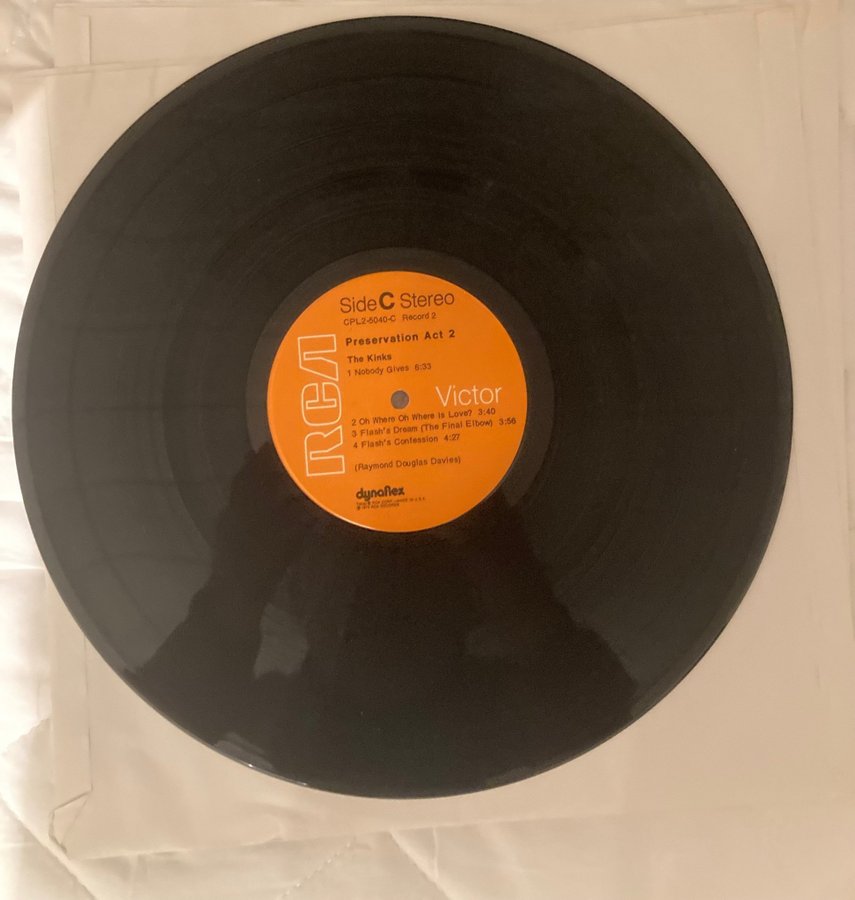 Side C Stereo
CPL2-5040-C Record 2
Preservation Act 2
The Kinks
1 Nobody Gives 6:33
RCA
Victor
2 Oh Where Oh Where Is Love? 3:40
3 Flash's Dream (The Final Elbow) 3:56
4 Flash's Confession 4:27
(Raymond Douglas Davies)
dynaflex